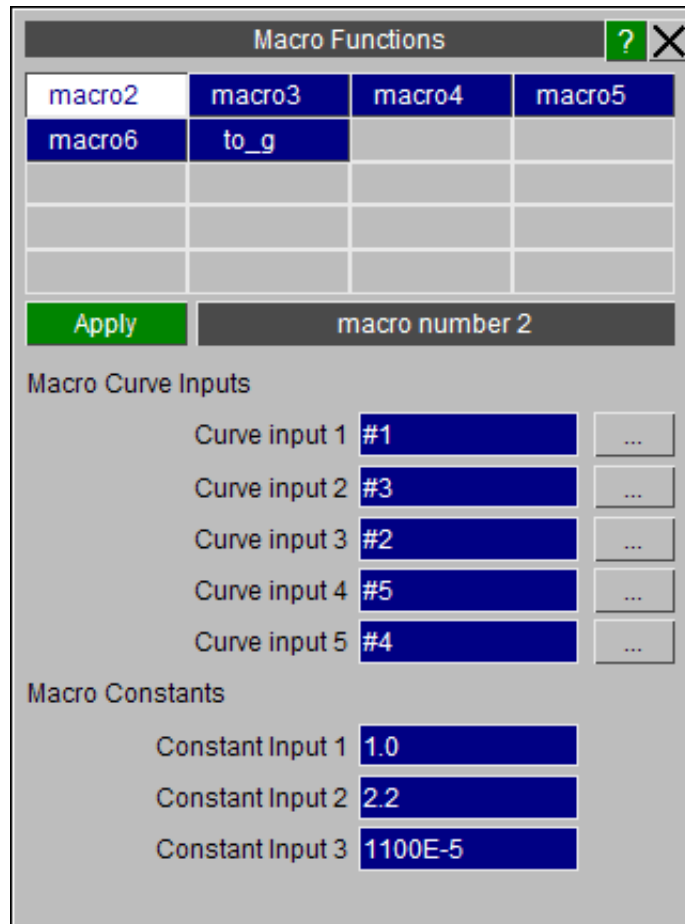 Macro Functions ? X
macro2 macro3 macro4 macro5
macro6 to_g
Apply macro number 2
Macro Curve Inputs
Curve input 1 #1 ...
Curve input 2 #3 ...
Curve input 3 #2 ...
Curve input 4 #5 ...
Curve input 5 #4 ...
Macro Constants
Constant Input 1 1.0
Constant Input 2 2.2
Constant Input 3 1100E-5